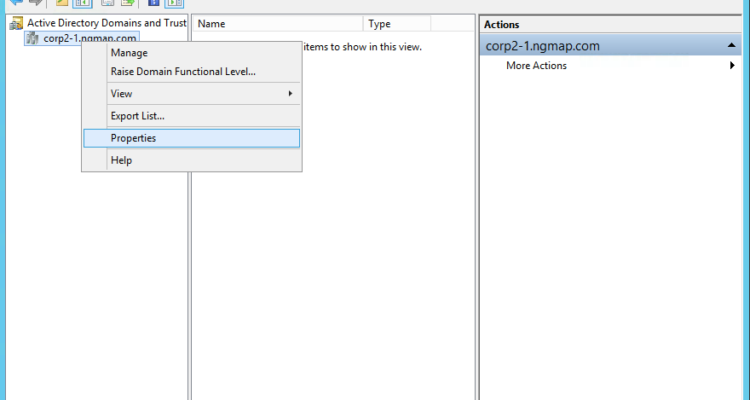 Active Directory Domains and Trust
corp2-1.ngmap.com
Manage
Raise Domain Functional Level...
View
Export List...
Properties
Help
Name
Type
items to show in this view.
Actions
corp2-1.ngmap.com
More Actions